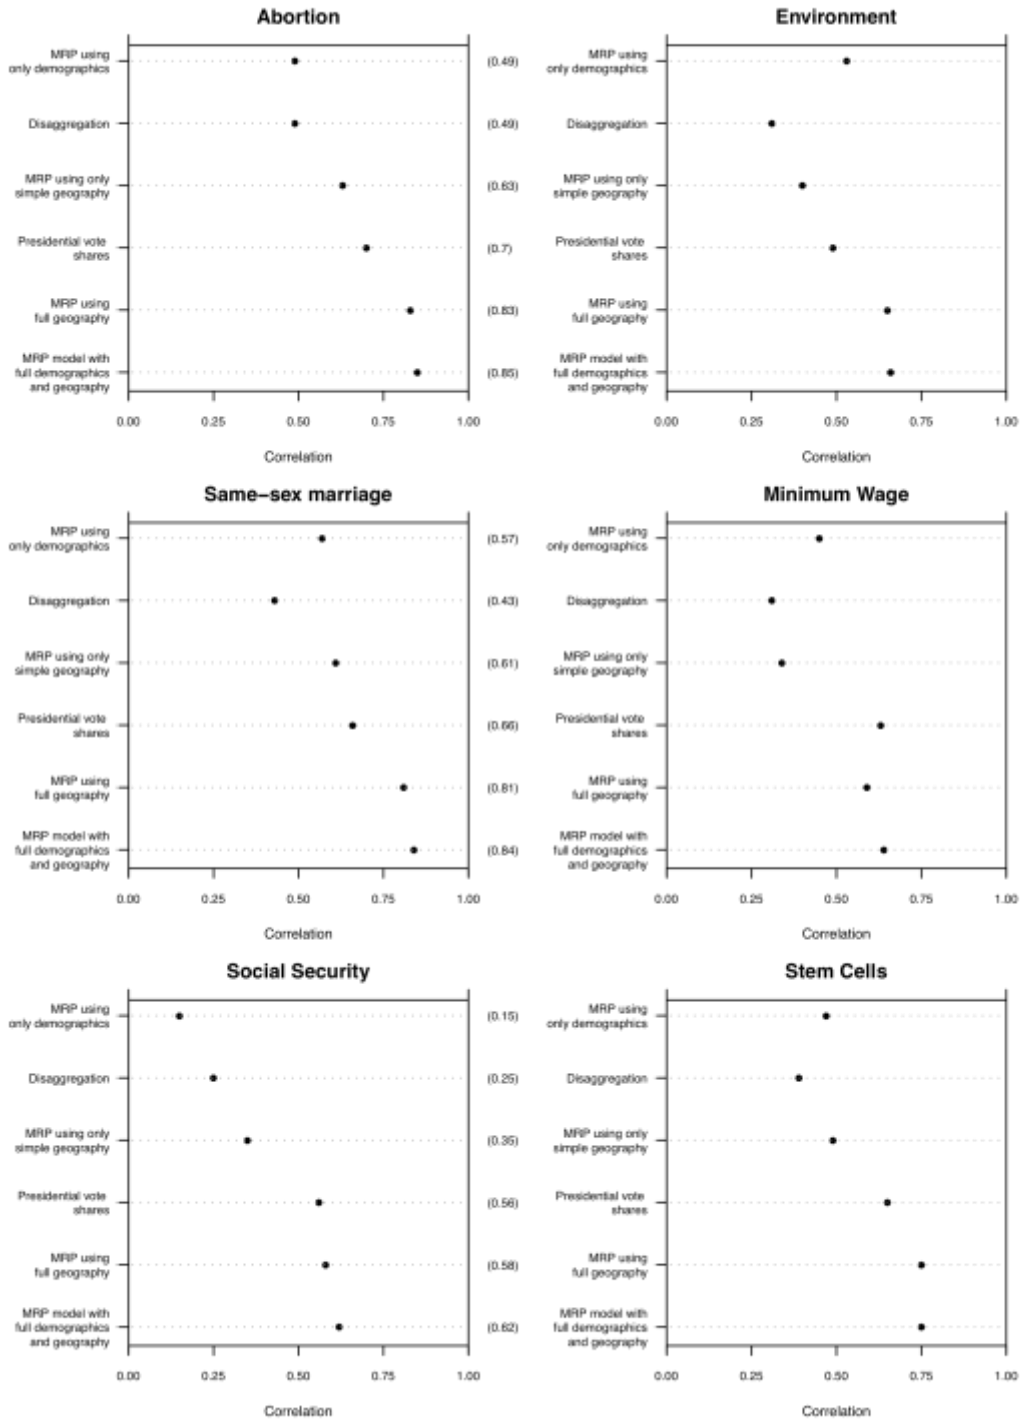 Abortion
MRP using
only demographics
(0.49)
Disaggregation
(0.49)
MRP using only
simple geography
(0.63)
Presidential vote
shares
(0.7)
MRP using
full geography
(0.83)
MRP model with
full demographics
and geography
(0.85)
0.00 0.25 0.50 0.75 1.00
Correlation
Environment
MRP using
only demographics
Disaggregation
MRP using only
simple geography
Presidential vote
shares
MRP using
full geography
MRP model with
full demographics
and geography
0.00 0.25 0.50 0.75 1.00
Correlation
Same−sex marriage
MRP using
only demographics
(0.57)
Disaggregation
(0.43)
MRP using only
simple geography
(0.61)
Presidential vote
shares
(0.66)
MRP using
full geography
(0.81)
MRP model with
full demographics
and geography
(0.84)
0.00 0.25 0.50 0.75 1.00
Correlation
Minimum Wage
MRP using
only demographics
Disaggregation
MRP using only
simple geography
Presidential vote
shares
MRP using
full geography
MRP model with
full demographics
and geography
0.00 0.25 0.50 0.75 1.00
Correlation
Social Security
MRP using
only demographics
(0.15)
Disaggregation
(0.25)
MRP using only
simple geography
(0.35)
Presidential vote
shares
(0.56)
MRP using
full geography
(0.58)
MRP model with
full demographics
and geography
(0.62)
0.00 0.25 0.50 0.75 1.00
Correlation
Stem Cells
MRP using
only demographics
Disaggregation
MRP using only
simple geography
Presidential vote
shares
MRP using
full geography
MRP model with
full demographics
and geography
0.00 0.25 0.50 0.75 1.00
Correlation